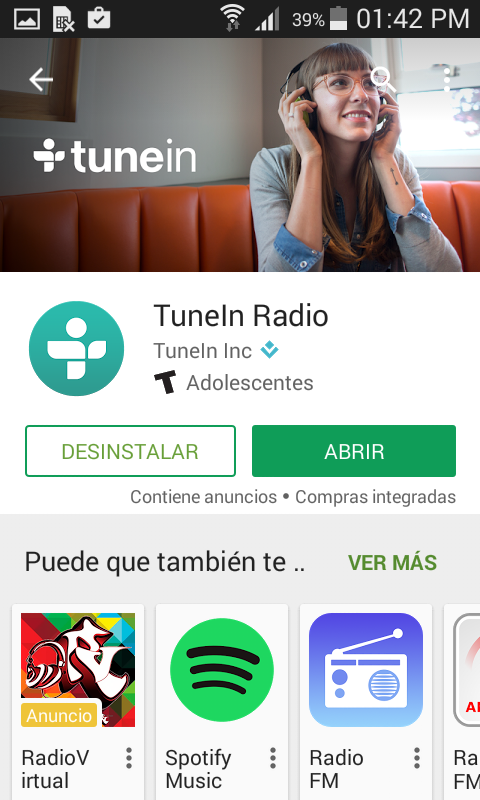 39% 01:42 PM
tunein
TuneIn Radio
TuneIn Inc
T Adolescentes
DESINSTALAR
ABRIR
Contiene anuncios • Compras integradas
Puede que también te ..
VER MÁS
Anuncio
RadioV
irtual
Spotify
Music
Radio
FM
Ra
FM